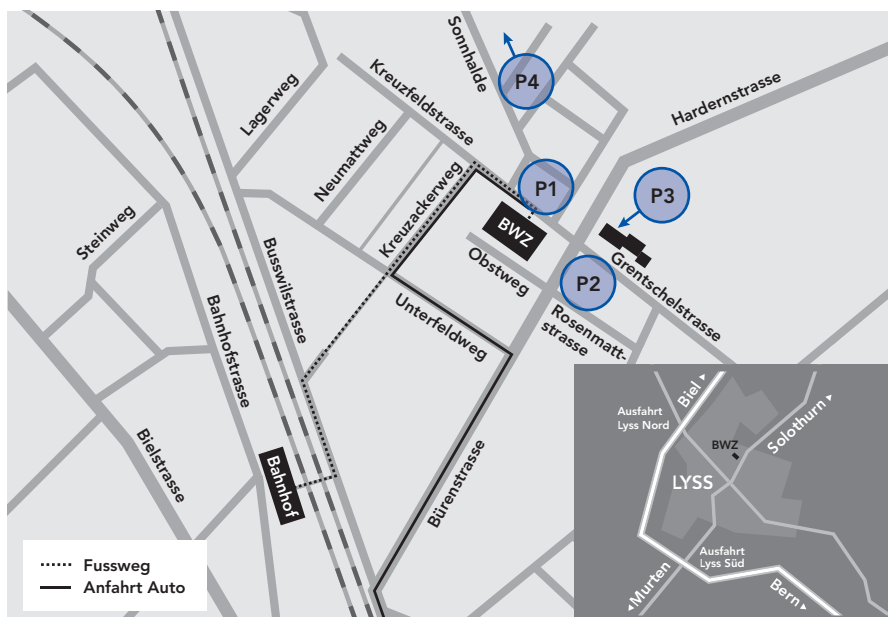 Sonnhalde
P4
Kreuzfeldstrasse
Hardernstrasse
Lagerweg
Neumattweg
Kreuzackerweg
P1
P3
BWZ
Steinweg
Busswilstrasse
Obstweg
P2
Grentschelstrasse
Bahnhofstrasse
Unterfeldweg
Rosenmatt-
strasse
Bielstrasse
Bahnhof
Bürenstrasse
Fussweg
Anfahrt Auto
Biel
Ausfahrt
Lyss Nord
Solothurn
BWZ
LYSS
Ausfahrt
Lyss Süd
Murten
Bern